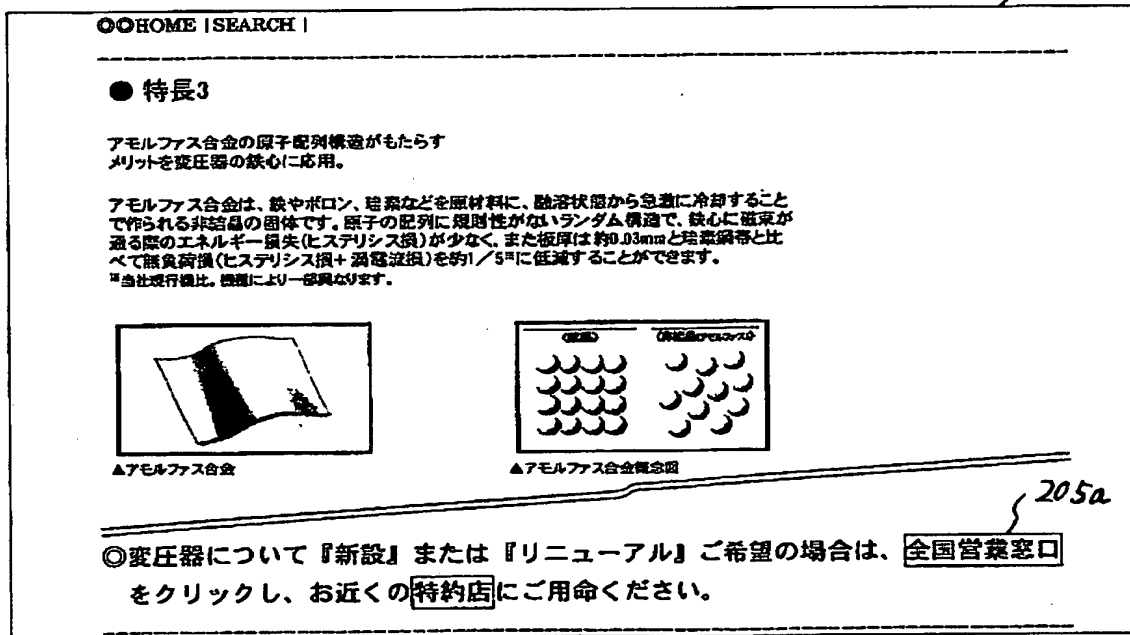 ◎◎HOME | SEARCH |
● 特長3
アモルファス合金の原子配列構造がもたらす
メリットを変圧器の鉄心に応用。
アモルファス合金は、鉄やボロン、珪素などを原材料に、融溶状態から急激に冷却すること
で作られる非結晶の固体です。原子の配列に規則性がないランダム構造で、鉄心に磁束が
通る際のエネルギー損失(ヒステリシス損)が少なく、また板厚は約0.03mmと珪素鋼帯と比
べて無負荷損(ヒステリシス損+渦電流損)を約1/5※に低減することができます。
※当社現行機比。機種により一部異なります。
(結晶) (非結晶(アモルファス))
▲アモルファス合金 ▲アモルファス合金概念図
205a
◎変圧器について『新設』または『リニューアル』ご希望の場合は、全国営業窓口
をクリックし、お近くの特約店にご用命ください。